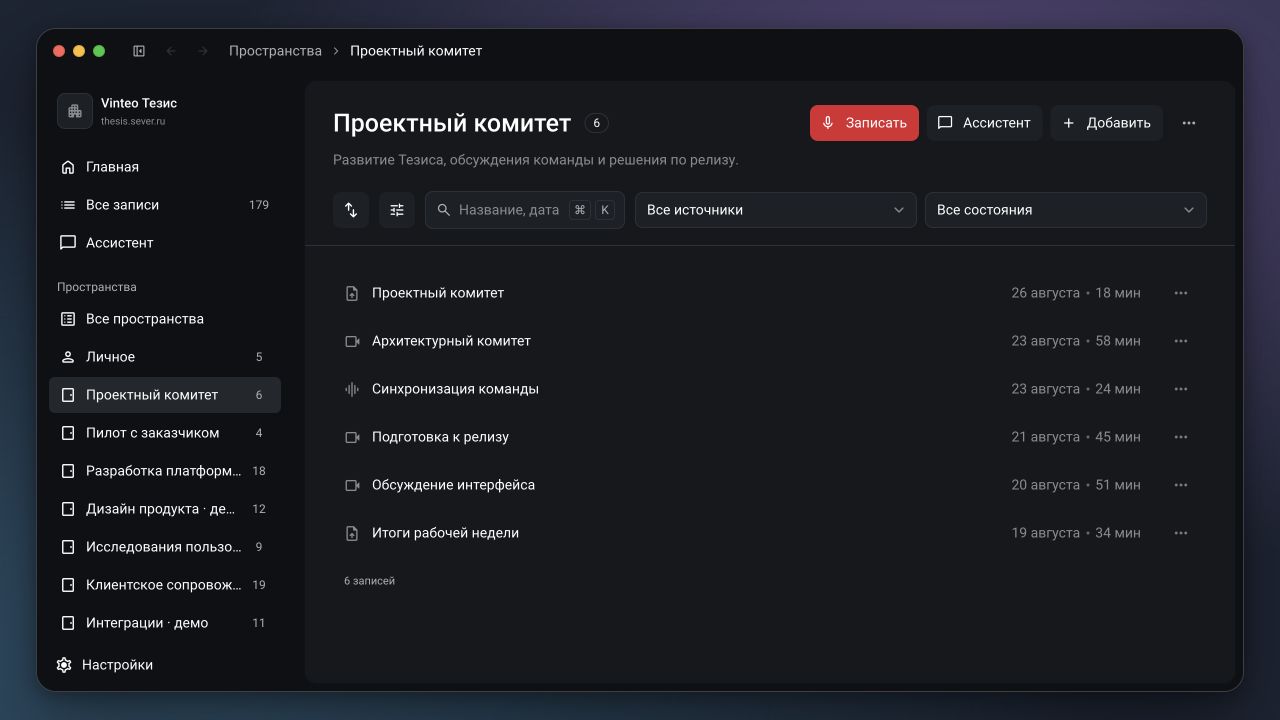 Пространства > Проектный комитет
Vinteo Тезис
thesis.sever.ru
Главная
Все записи 179
Ассистент
Пространства
Все пространства
Личное 5
Проектный комитет 6
Пилот с заказчиком 4
Разработка платформ... 18
Дизайн продукта · де... 12
Исследования пользо... 9
Клиентское сопровож... 19
Интеграции · демо 11
Настройки
Проектный комитет 6
Записать Ассистент + Добавить
Развитие Тезиса, обсуждения команды и решения по релизу.
Название, дата ⌘ K Все источники Все состояния
Проектный комитет 26 августа • 18 мин
Архитектурный комитет 23 августа • 58 мин
Синхронизация команды 23 августа • 24 мин
Подготовка к релизу 21 августа • 45 мин
Обсуждение интерфейса 20 августа • 51 мин
Итоги рабочей недели 19 августа • 34 мин
6 записей